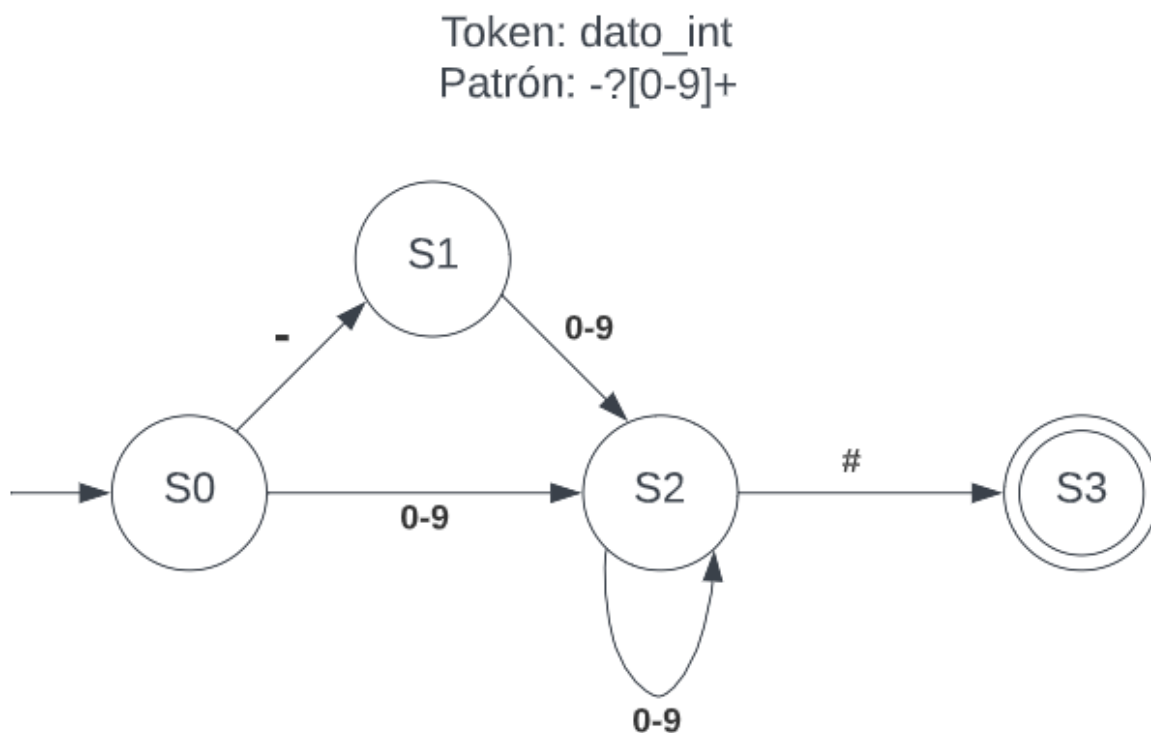 Token: dato_int
Patrón: -?[0-9]+
S1
-
0-9
S0
0-9
S2
#
S3
0-9